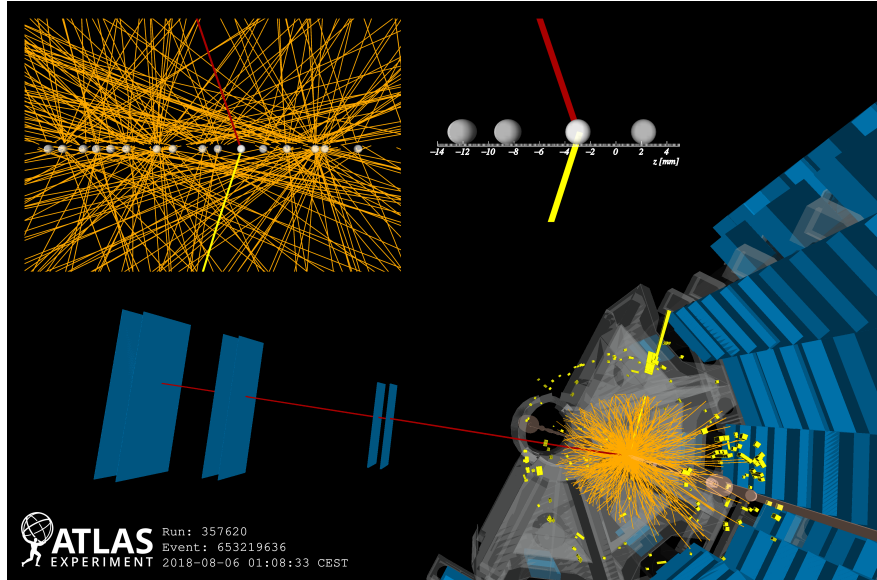 −14 −12 −10 −8 −6 −4 −2 0 2 4
z [mm]
ATLAS
EXPERIMENT
Run: 357620
Event: 653219636
2018-08-06 01:08:33 CEST